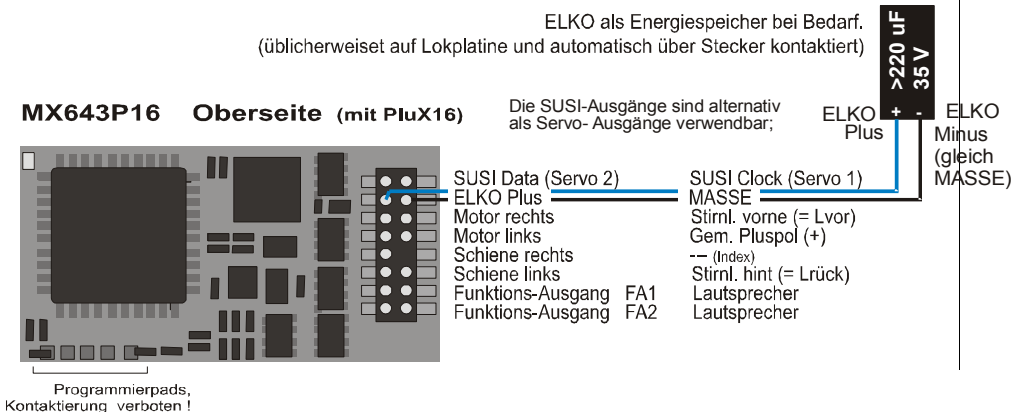 ELKO als Energiespeicher bei Bedarf.
(üblicherweiset auf Lokplatine und automatisch über Stecker kontaktiert)
>220 uF
35 V
+ -
MX643P16 Oberseite (mit PluX16)
Die SUSI-Ausgänge sind alternativ
als Servo- Ausgänge verwendbar;
ELKO
Plus
ELKO
Minus
(gleich
MASSE)
SUSI Data (Servo 2) SUSI Clock (Servo 1)
ELKO Plus MASSE
Motor rechts Stirnl. vorne (= Lvor)
Motor links Gem. Pluspol (+)
Schiene rechts -- (Index)
Schiene links Stirnl. hint (= Lrück)
Funktions-Ausgang FA1 Lautsprecher
Funktions-Ausgang FA2 Lautsprecher
Programmierpads,
Kontaktierung verboten !